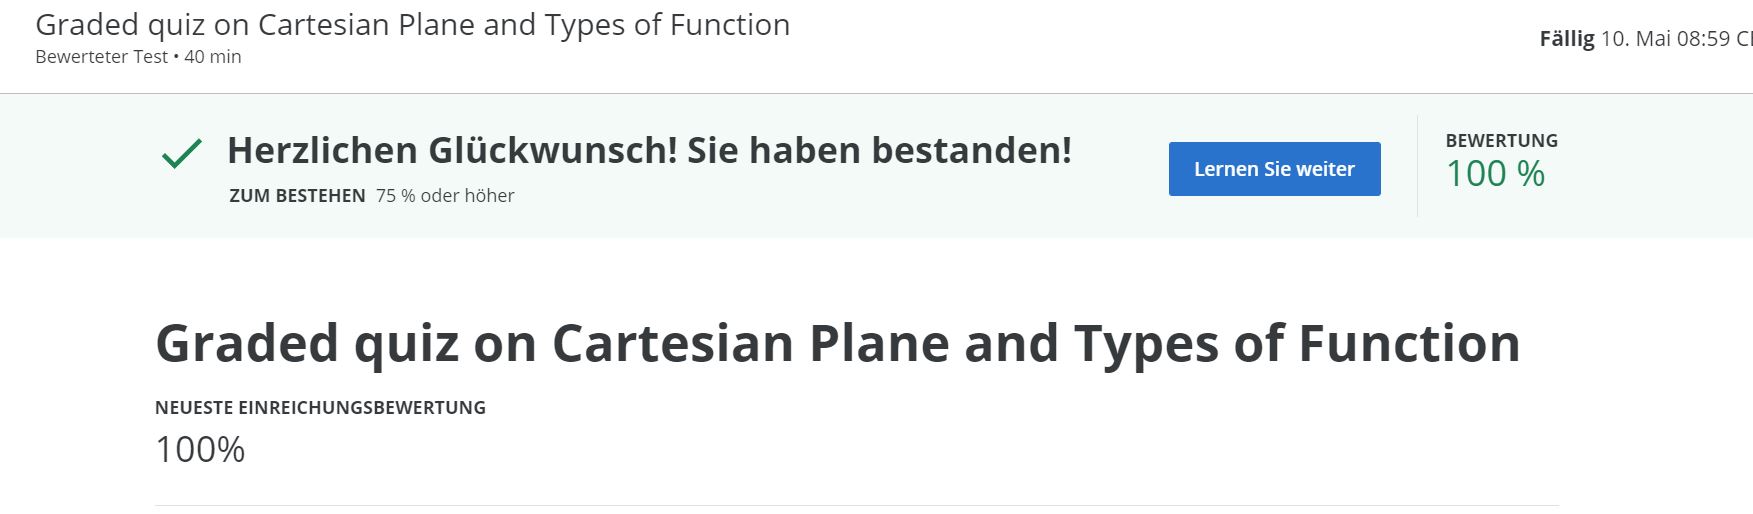 Graded quiz on Cartesian Plane and Types of Function
Bewerteter Test • 40 min
Fällig 10. Mai 08:59
Herzlichen Glückwunsch! Sie haben bestanden!
ZUM BESTEHEN 75 % oder höher
Lernen Sie weiter
BEWERTUNG
100 %
Graded quiz on Cartesian Plane and Types of Function
NEUESTE EINREICHUNGSBEWERTUNG
100%